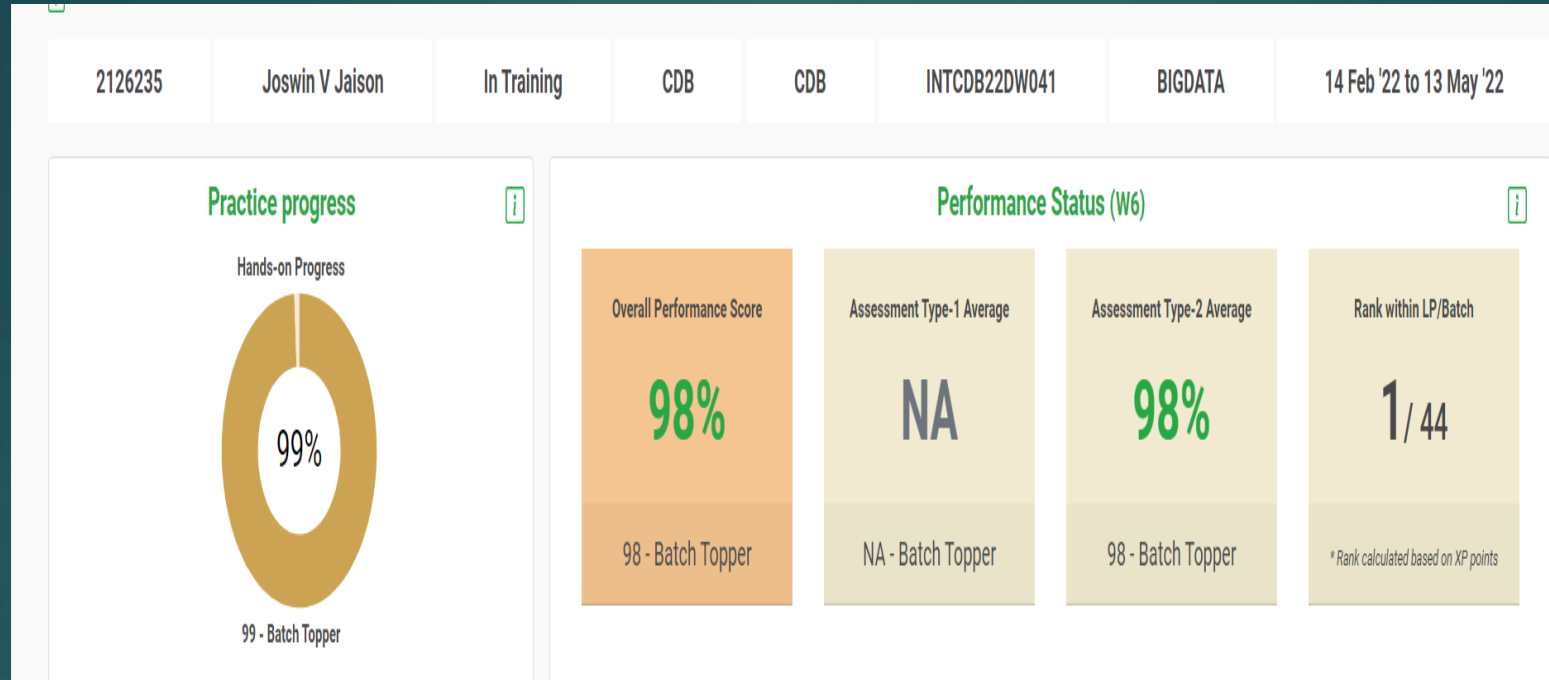 2126235 Joswin V Jaison In Training CDB CDB INTCDB22DW041 BIGDATA 14 Feb '22 to 13 May '22
Practice progress i
Hands-on Progress
99%
99 - Batch Topper
Performance Status (W6) i
Overall Performance Score
98%
98 - Batch Topper
Assessment Type-1 Average
NA
NA - Batch Topper
Assessment Type-2 Average
98%
98 - Batch Topper
Rank within LP/Batch
1/ 44
* Rank calculated based on XP points